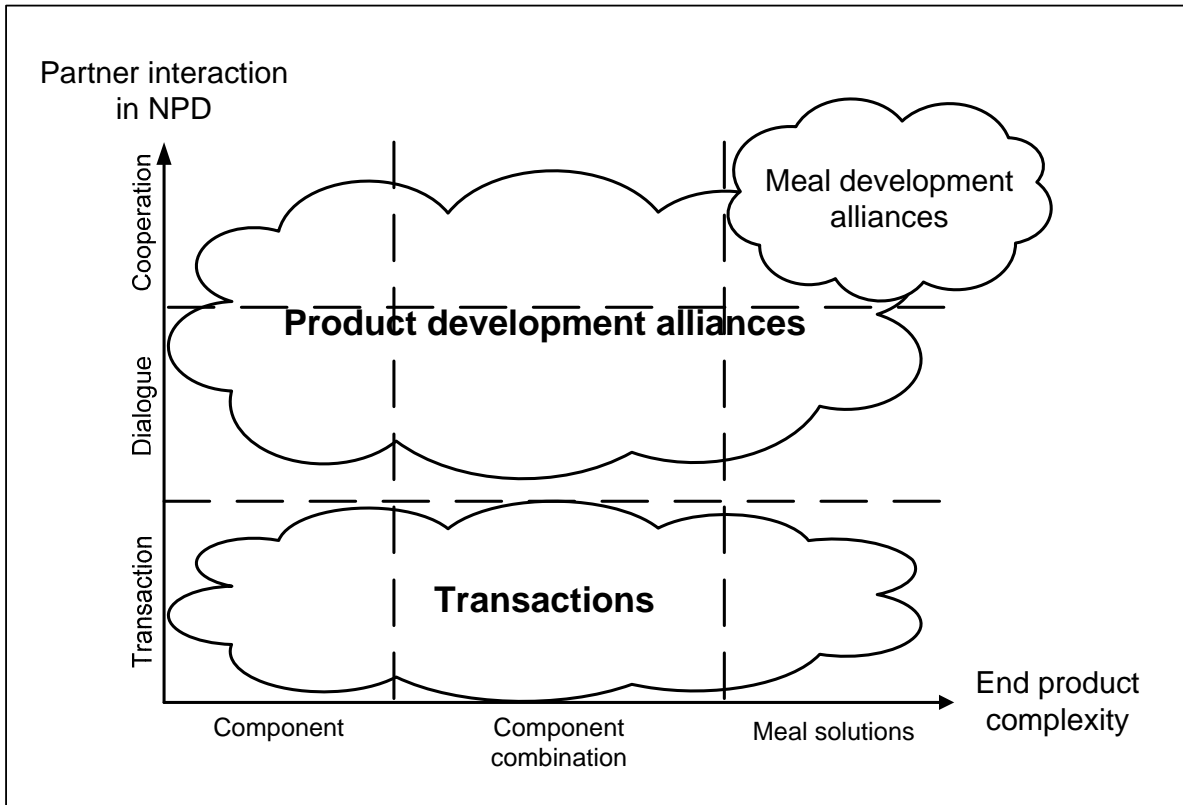 Partner interaction
in NPD
Cooperation
Dialogue
Transaction
Meal development
alliances
Product development alliances
Transactions
End product
complexity
Component
Component
combination
Meal solutions